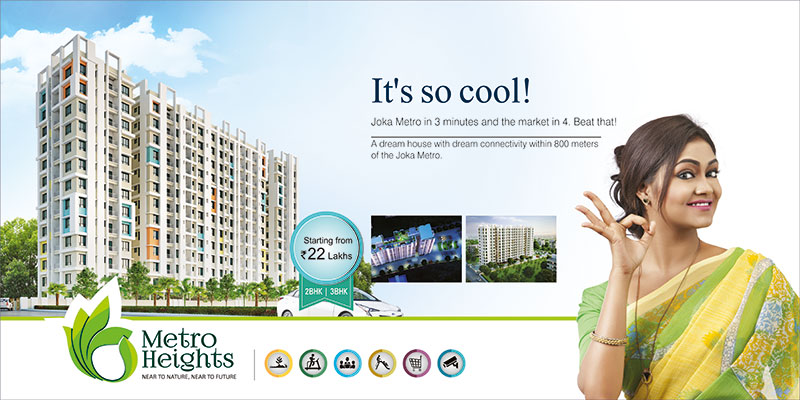 It's so cool!
Joka Metro in 3 minutes and the market in 4. Beat that!
A dream house with dream connectivity within 800 meters
of the Joka Metro.
Starting from
₹22 Lakhs
2BHK | 3BHK
Metro
Heights
NEAR TO NATURE, NEAR TO FUTURE